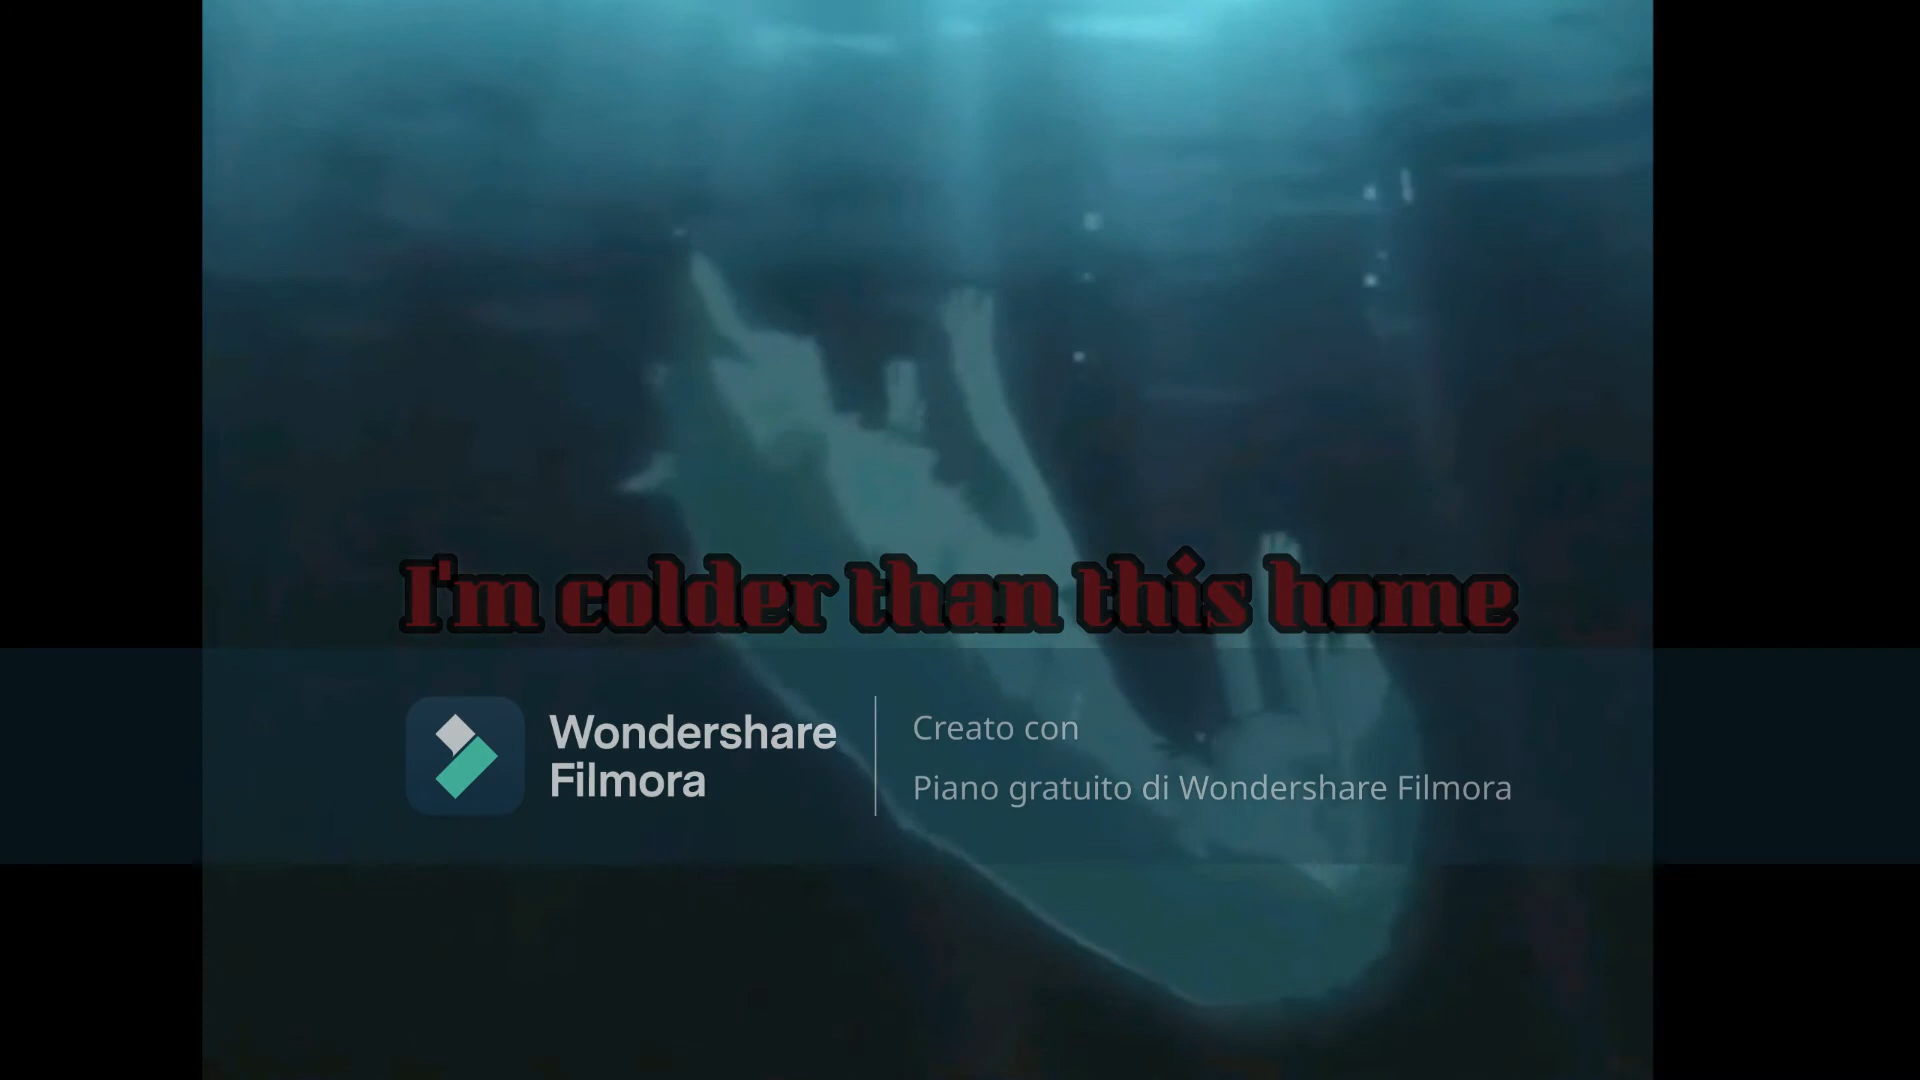 I'm colder than this home
Wondershare
Filmora
Creato con
Piano gratuito di Wondershare Filmora